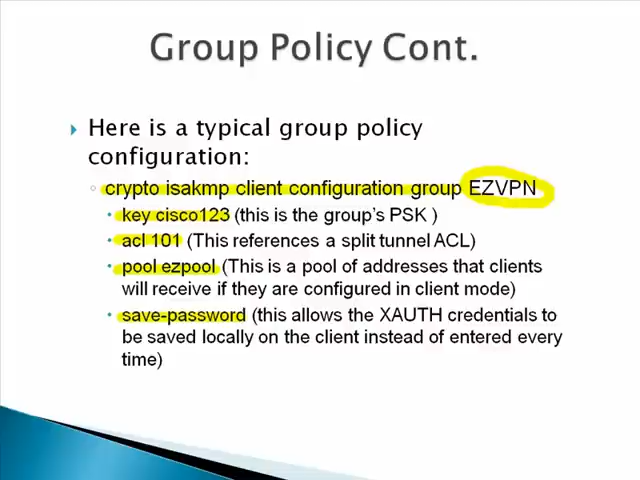 Group Policy Cont.
Here is a typical group policy
configuration:
crypto isakmp client configuration group EZVPN
key cisco123 (this is the group's PSK )
acl 101 (This references a split tunnel ACL)
pool ezpool (This is a pool of addresses that clients
will receive if they are configured in client mode)
save-password (this allows the XAUTH credentials to
be saved locally on the client instead of entered every
time)